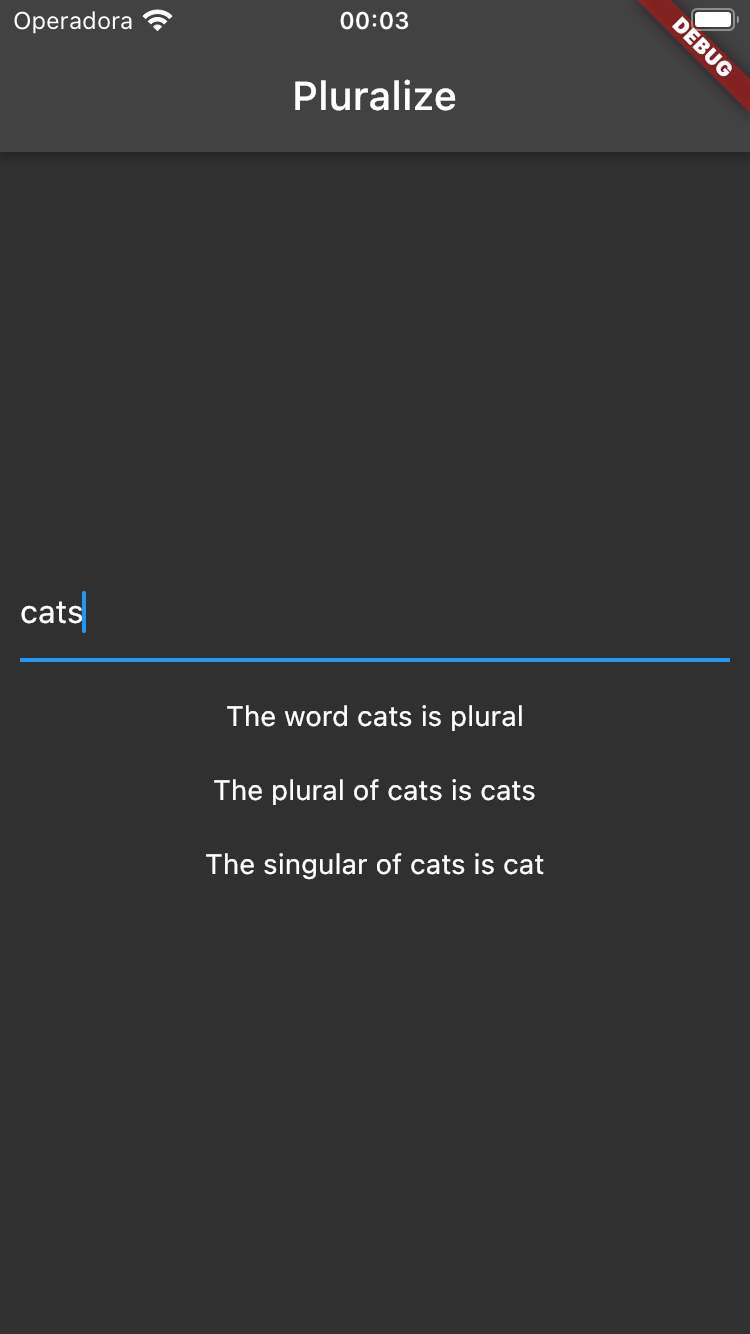 Operadora 00:03
DEBUG
Pluralize
cats
The word cats is plural
The plural of cats is cats
The singular of cats is cat